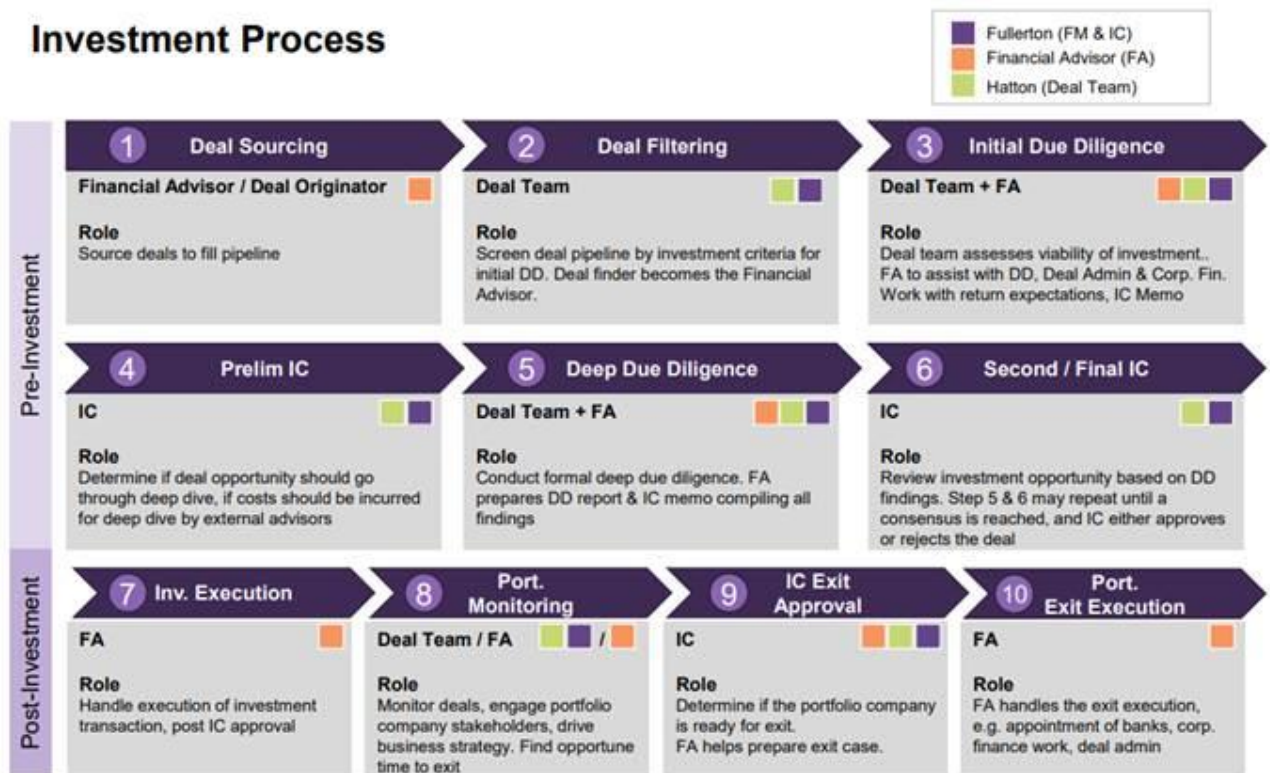 Investment Process
Fullerton (FM & IC)
Financial Advisor (FA)
Hatton (Deal Team)
Pre-Investment
1 Deal Sourcing
Financial Advisor / Deal Originator
Role
Source deals to fill pipeline
2 Deal Filtering
Deal Team
Role
Screen deal pipeline by investment criteria for
initial DD. Deal finder becomes the Financial
Advisor.
3 Initial Due Diligence
Deal Team + FA
Role
Deal team assesses viability of investment..
FA to assist with DD, Deal Admin & Corp. Fin.
Work with return expectations, IC Memo
4 Prelim IC
IC
Role
Determine if deal opportunity should go
through deep dive, if costs should be incurred
for deep dive by external advisors
5 Deep Due Diligence
Deal Team + FA
Role
Conduct formal deep due diligence. FA
prepares DD report & IC memo compiling all
findings
6 Second / Final IC
IC
Role
Review investment opportunity based on DD
findings. Step 5 & 6 may repeat until a
consensus is reached, and IC either approves
or rejects the deal
Post-Investment
7 Inv. Execution
FA
Role
Handle execution of investment
transaction, post IC approval
8 Port.
Monitoring
Deal Team / FA /
Role
Monitor deals, engage portfolio
company stakeholders, drive
business strategy. Find opportune
time to exit
9 IC Exit
Approval
IC
Role
Determine if the portfolio company
is ready for exit.
FA helps prepare exit case.
10 Port.
Exit Execution
FA
Role
FA handles the exit execution,
e.g. appointment of banks, corp.
finance work, deal admin